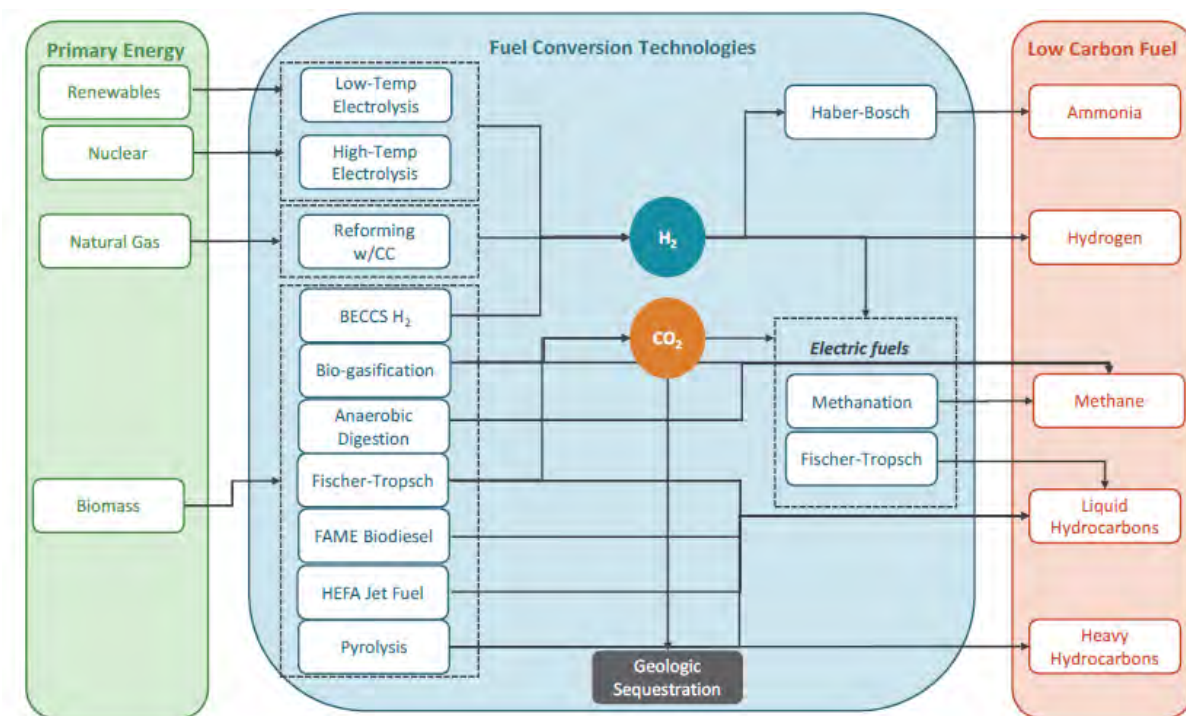 Primary Energy
Renewables
Nuclear
Natural Gas
Biomass
Fuel Conversion Technologies
Low-Temp
Electrolysis
High-Temp
Electrolysis
Reforming
w/CC
BECCS H₂
Bio-gasification
Anaerobic
Digestion
Fischer-Tropsch
FAME Biodiesel
HEFA Jet Fuel
Pyrolysis
H₂
CO₂
Geologic
Sequestration
Haber-Bosch
Electric fuels
Methanation
Fischer-Tropsch
Low Carbon Fuel
Ammonia
Hydrogen
Methane
Liquid
Hydrocarbons
Heavy
Hydrocarbons